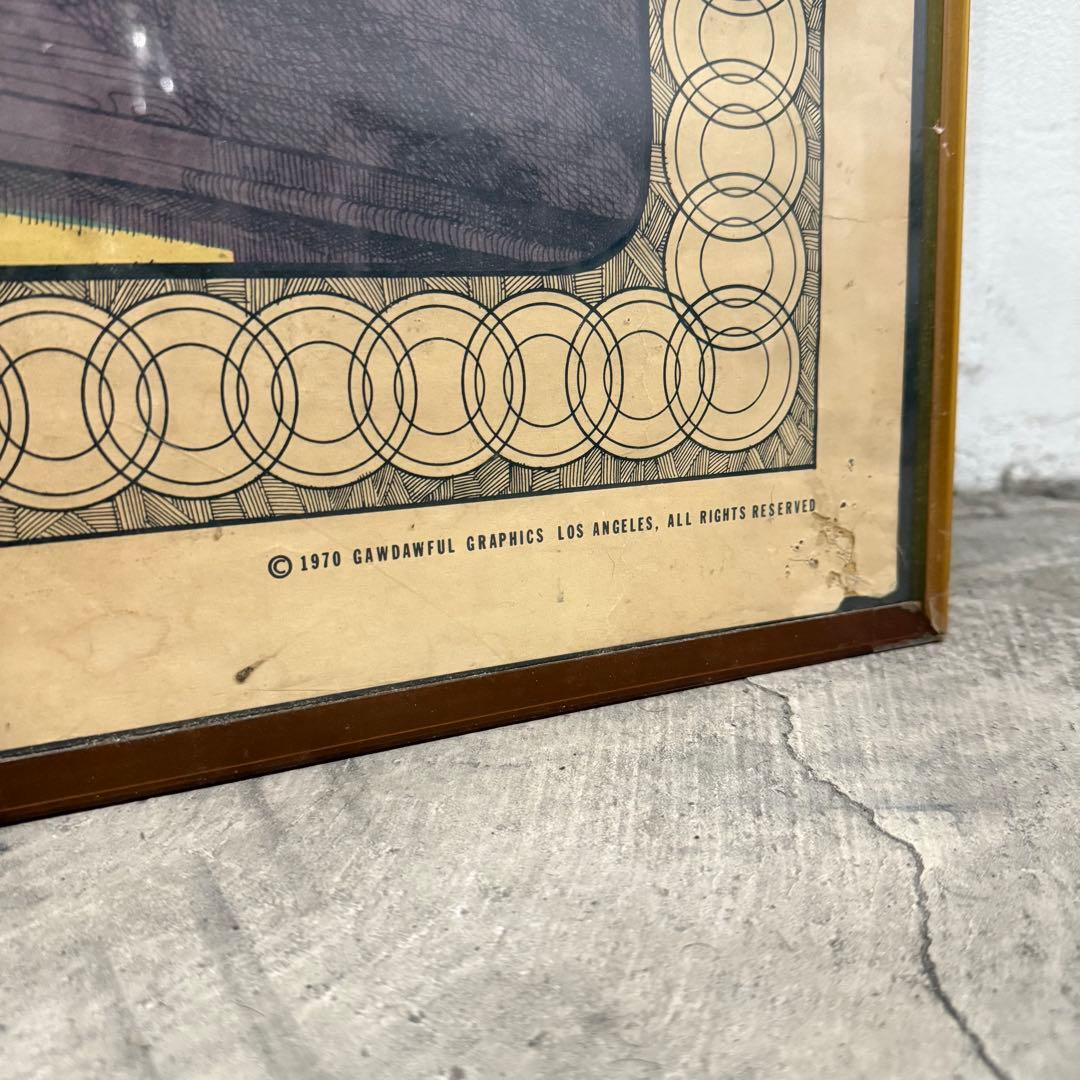 © 1970 GAWDAWFUL GRAPHICS LOS ANGELES, ALL RIGHTS RESERVED